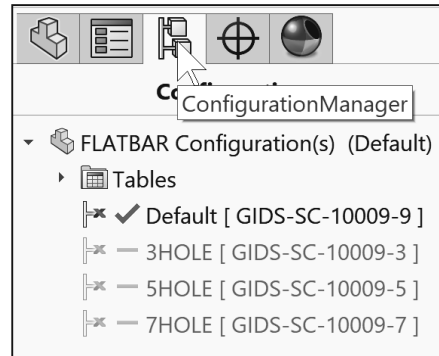 Co
ConfigurationManager
FLATBAR Configuration(s) (Default)
Tables
Default [ GIDS-SC-10009-9 ]
3HOLE [ GIDS-SC-10009-3 ]
5HOLE [ GIDS-SC-10009-5 ]
7HOLE [ GIDS-SC-10009-7 ]